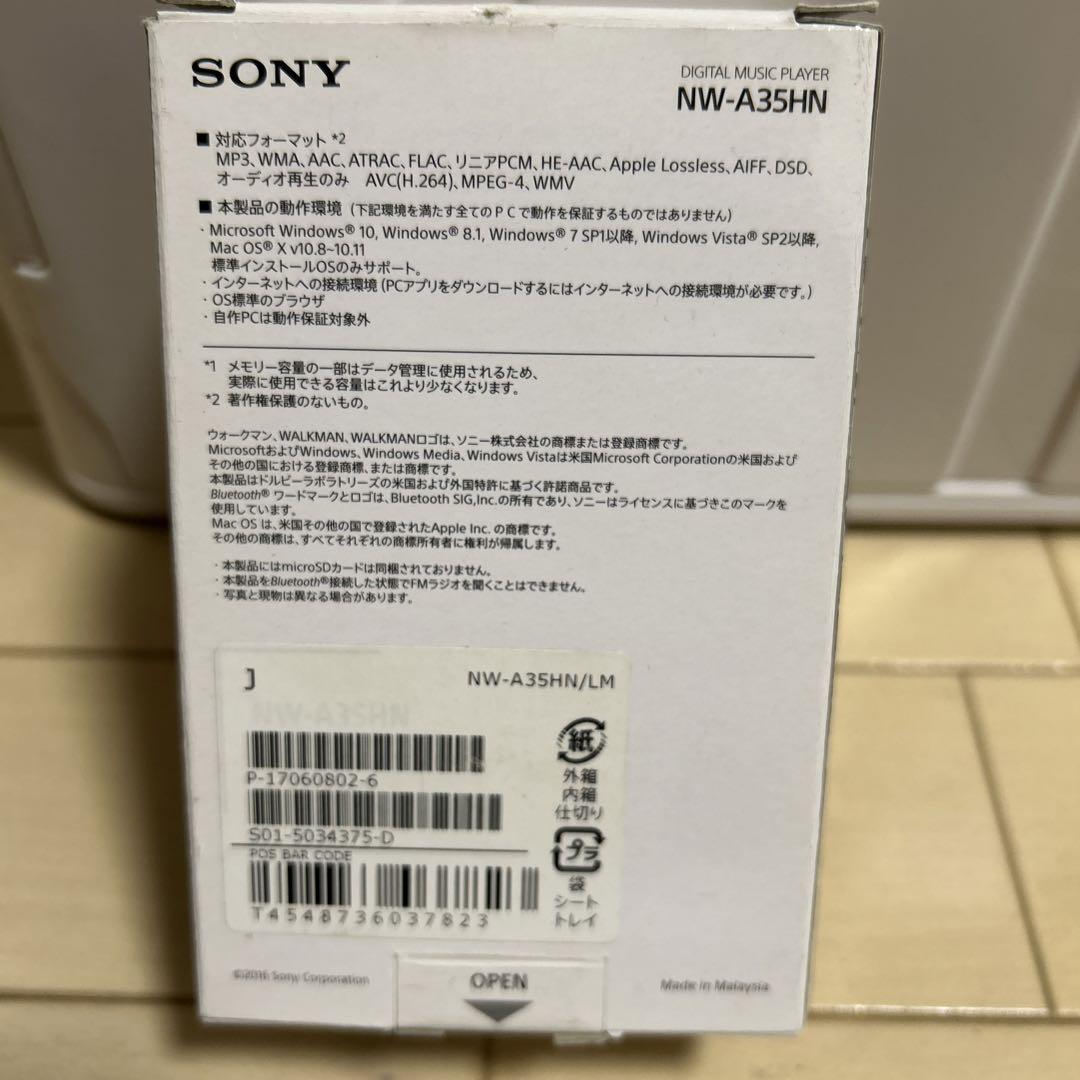 SONY
DIGITAL MUSIC PLAYER
NW-A35HN
■ 対応フォーマット *2
MP3、WMA、AAC、ATRAC、FLAC、リニアPCM、HE-AAC、Apple Lossless、AIFF、DSD、
オーディオ再生のみ AVC(H.264)、MPEG-4、WMV
■ 本製品の動作環境 (下記環境を満たす全てのPCで動作を保証するものではありません)
・Microsoft Windows® 10, Windows® 8.1, Windows® 7 SP1以降, Windows Vista® SP2以降,
Mac OS® X v10.8~10.11
標準インストールOSのみサポート。
・インターネットへの接続環境 (PCアプリをダウンロードするにはインターネットへの接続環境が必要です。)
・OS標準のブラウザ
・自作PCは動作保証対象外
*1 メモリー容量の一部はデータ管理に使用されるため、
実際に使用できる容量はこれより少なくなります。
*2 著作権保護のないもの。
ウォークマン、WALKMAN、WALKMANロゴは、ソニー株式会社の商標または登録商標です。
MicrosoftおよびWindows、Windows Media、Windows Vistaは米国Microsoft Corporationの米国および
その他の国における登録商標、または商標です。
本製品はドルビーラボラトリーズの米国および外国特許に基づく許諾商品です。
Bluetooth® ワードマークとロゴは、Bluetooth SIG,Inc.の所有であり、ソニーはライセンスに基づきこのマークを
使用しています。
Mac OS は、米国その他の国で登録されたApple Inc. の商標です。
その他の商標は、すべてそれぞれの商標所有者に権利が帰属します。
・本製品にはmicroSDカードは同梱されておりません。
・本製品をBluetooth®接続した状態でFMラジオを聞くことはできません。
・写真と現物は異なる場合があります。
J
NW-A35HN/LM
NW-A35HN
P-17060802-6
S01-5034375-D
POS BAR CODE
T4548736037823
紙
外箱
内箱
仕切り
プラ
袋
シート
トレイ
©2016 Sony Corporation
OPEN
Made in Malaysia